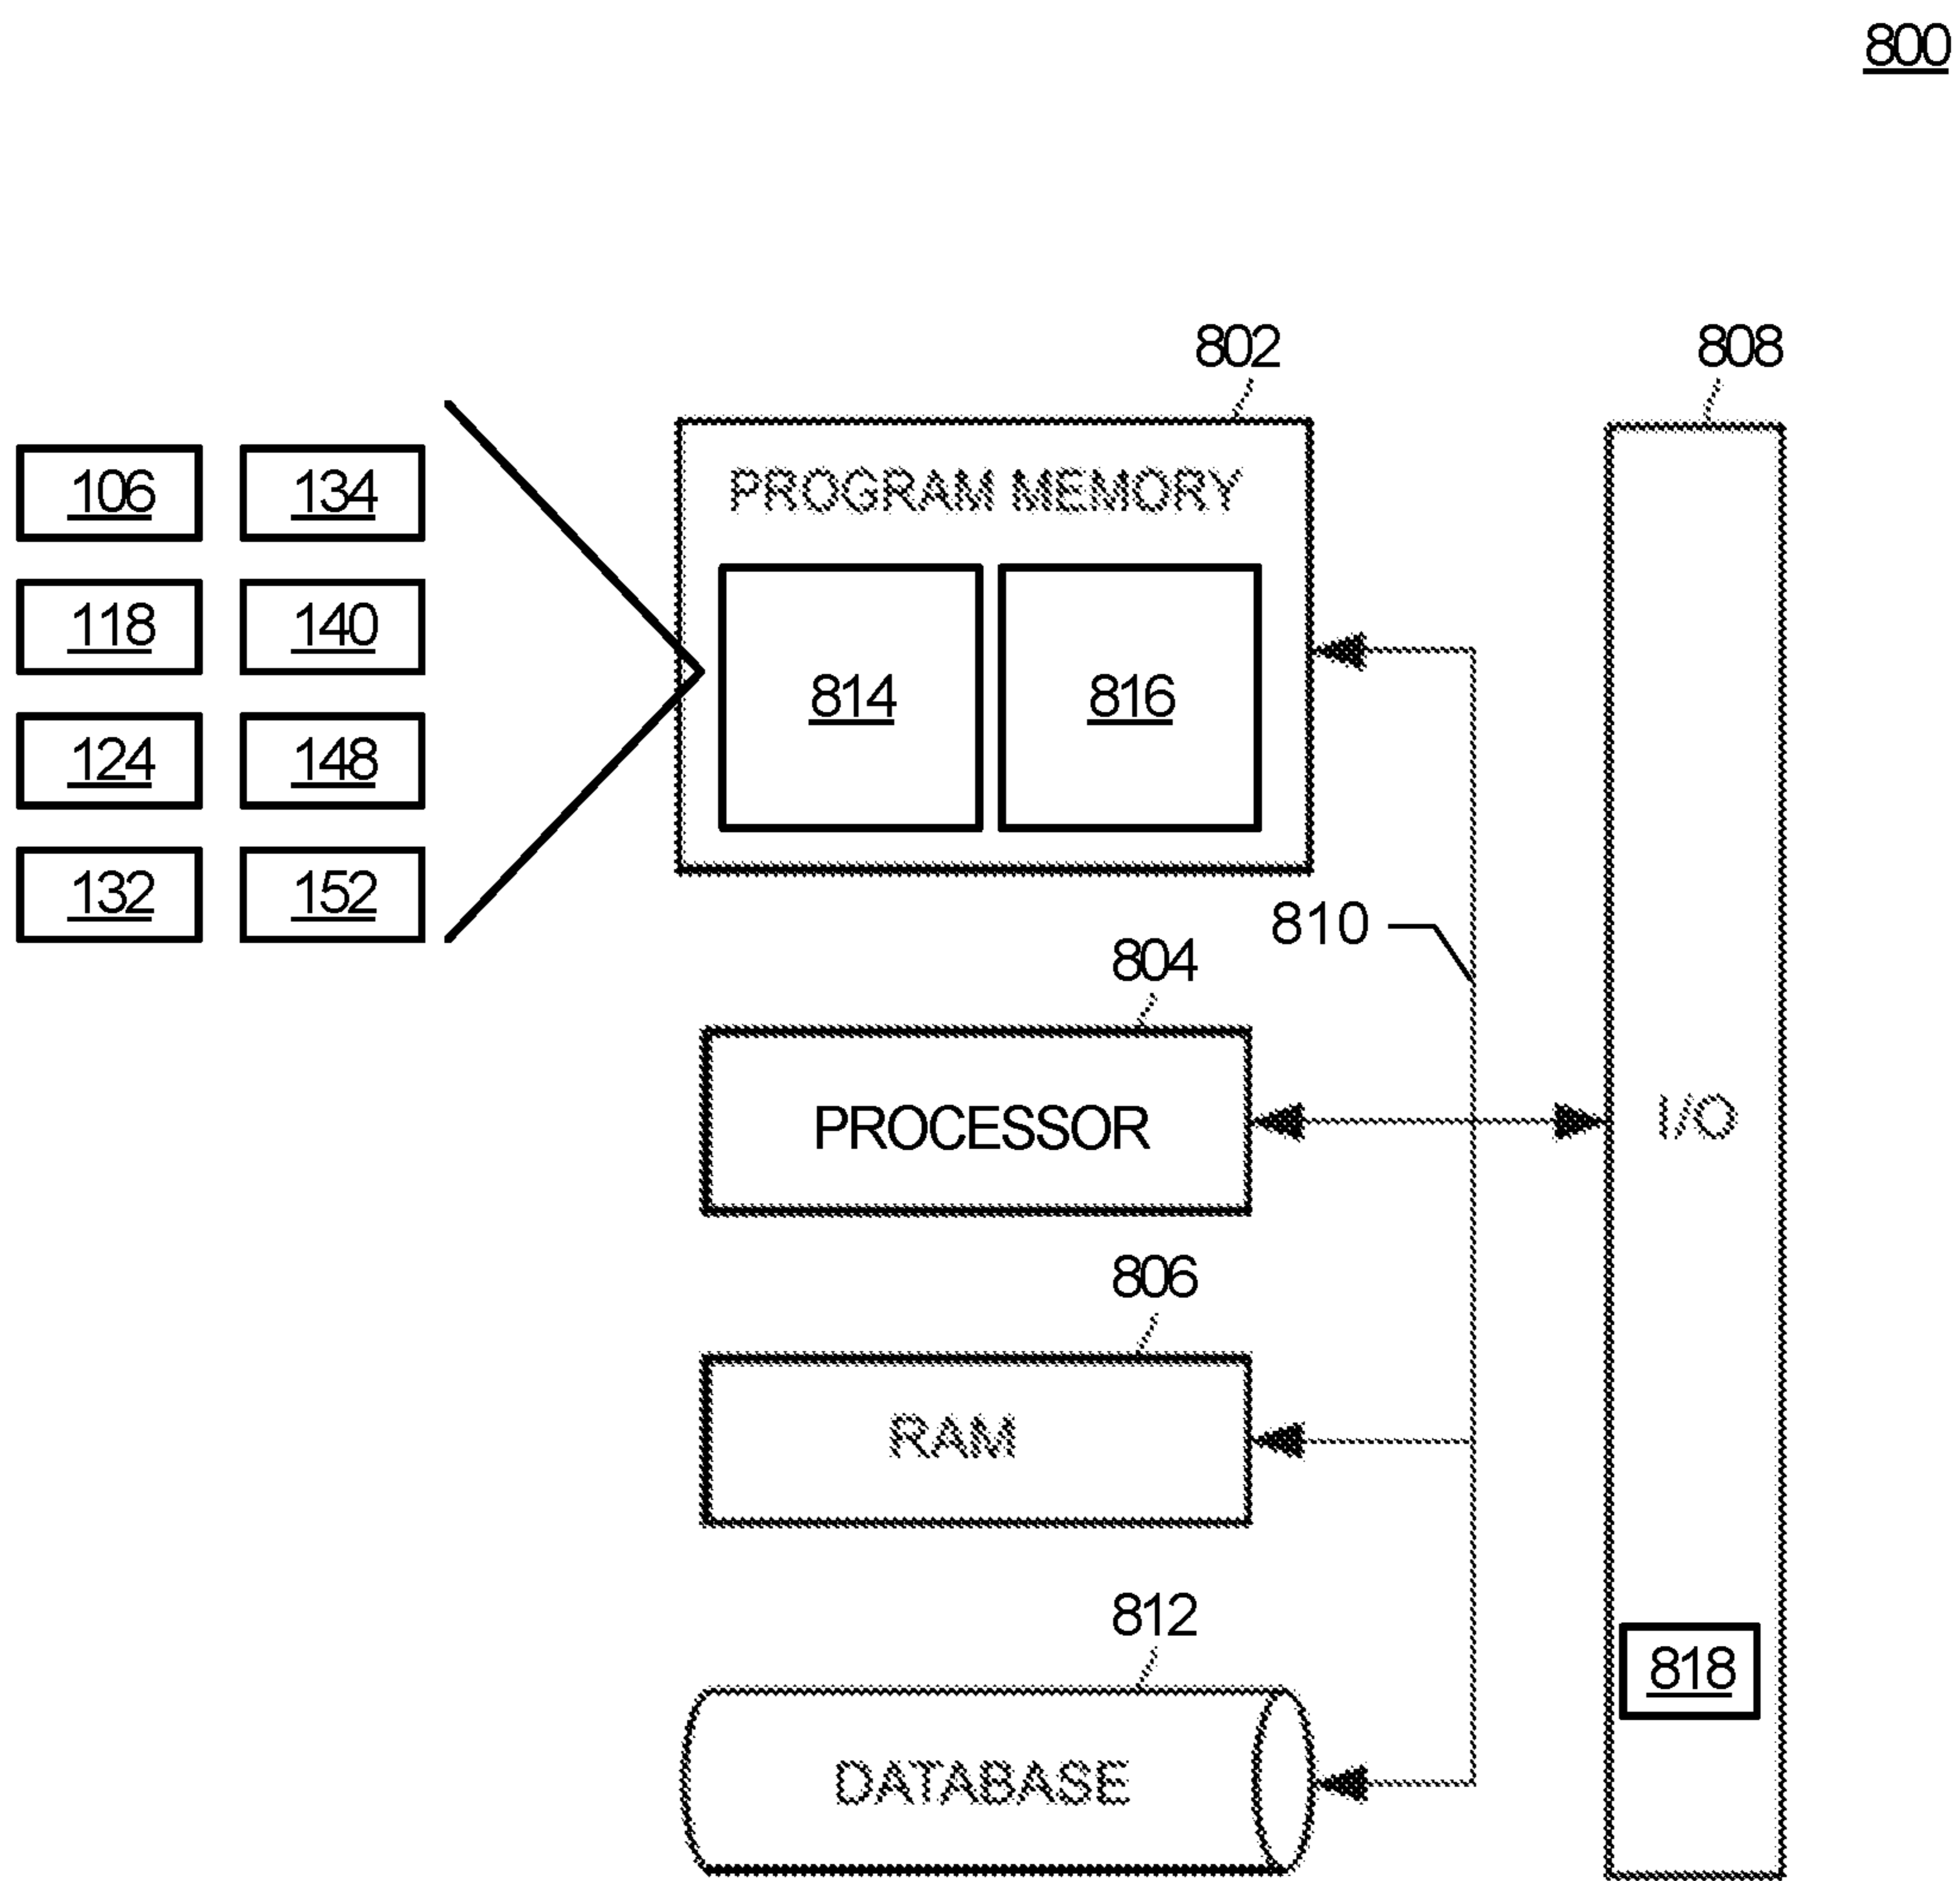 800
802
808
106 134
PROGRAM MEMORY
118 140
814 816
124 148
132 152
810
804
PROCESSOR
I/O
806
RAM
812
818
DATABASE